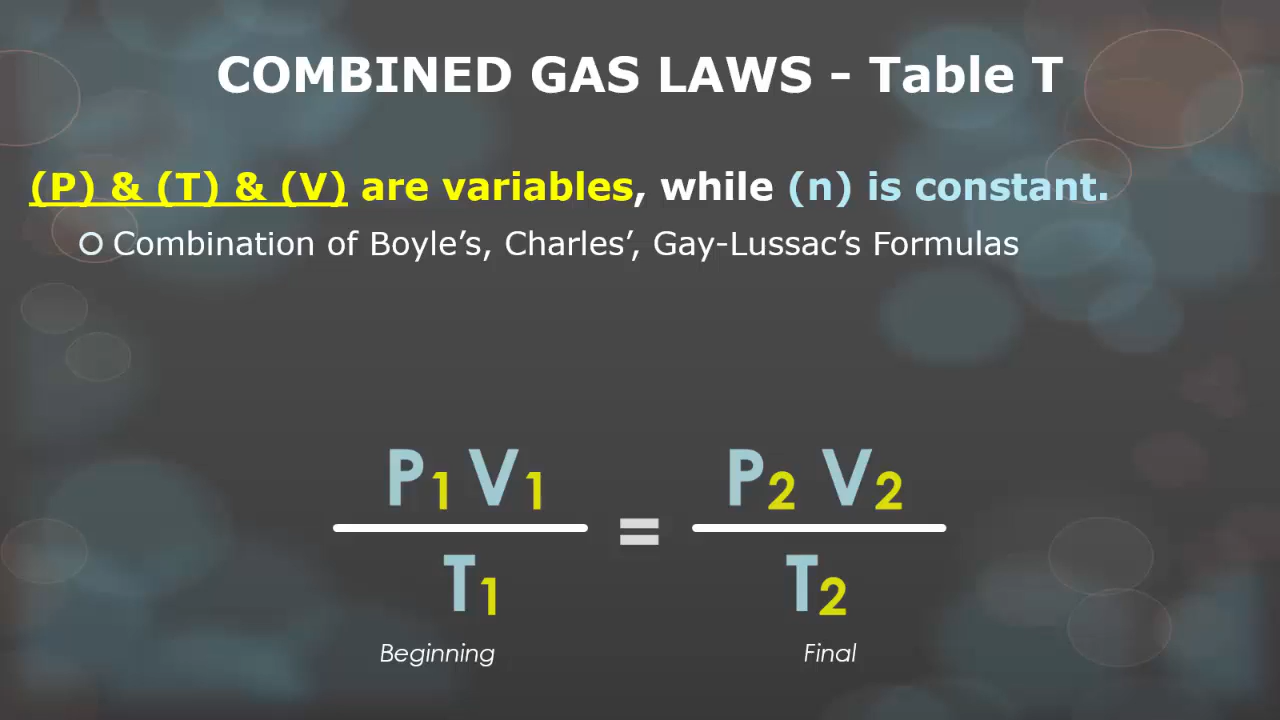 COMBINED GAS LAWS – Table T
(P) & (T) & (V) are variables, while (n) is constant.
Combination of Boyle’s, Charles’, Gay-Lussac’s Formulas
P1 V1 = P2 V2
T1 T2
Beginning Final